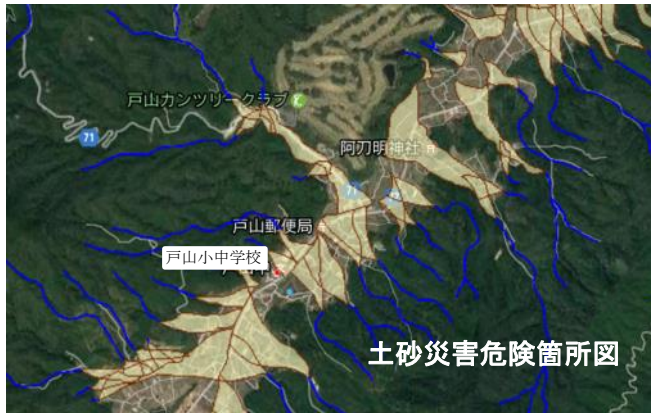 戸山カンツリークラブ
71
阿刀明神社
戸山郵便局
戸山小中学校
土砂災害危険箇所図